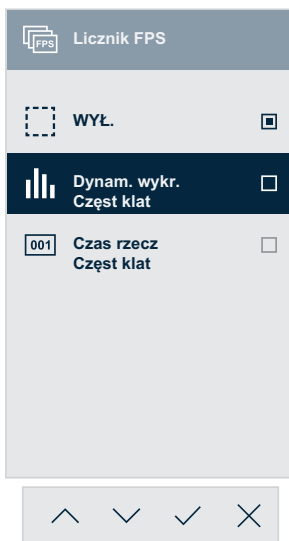 FPS Licznik FPS
WYŁ.
Dynam. wykr.
Częst klat
001 Czas rzecz
Częst klat